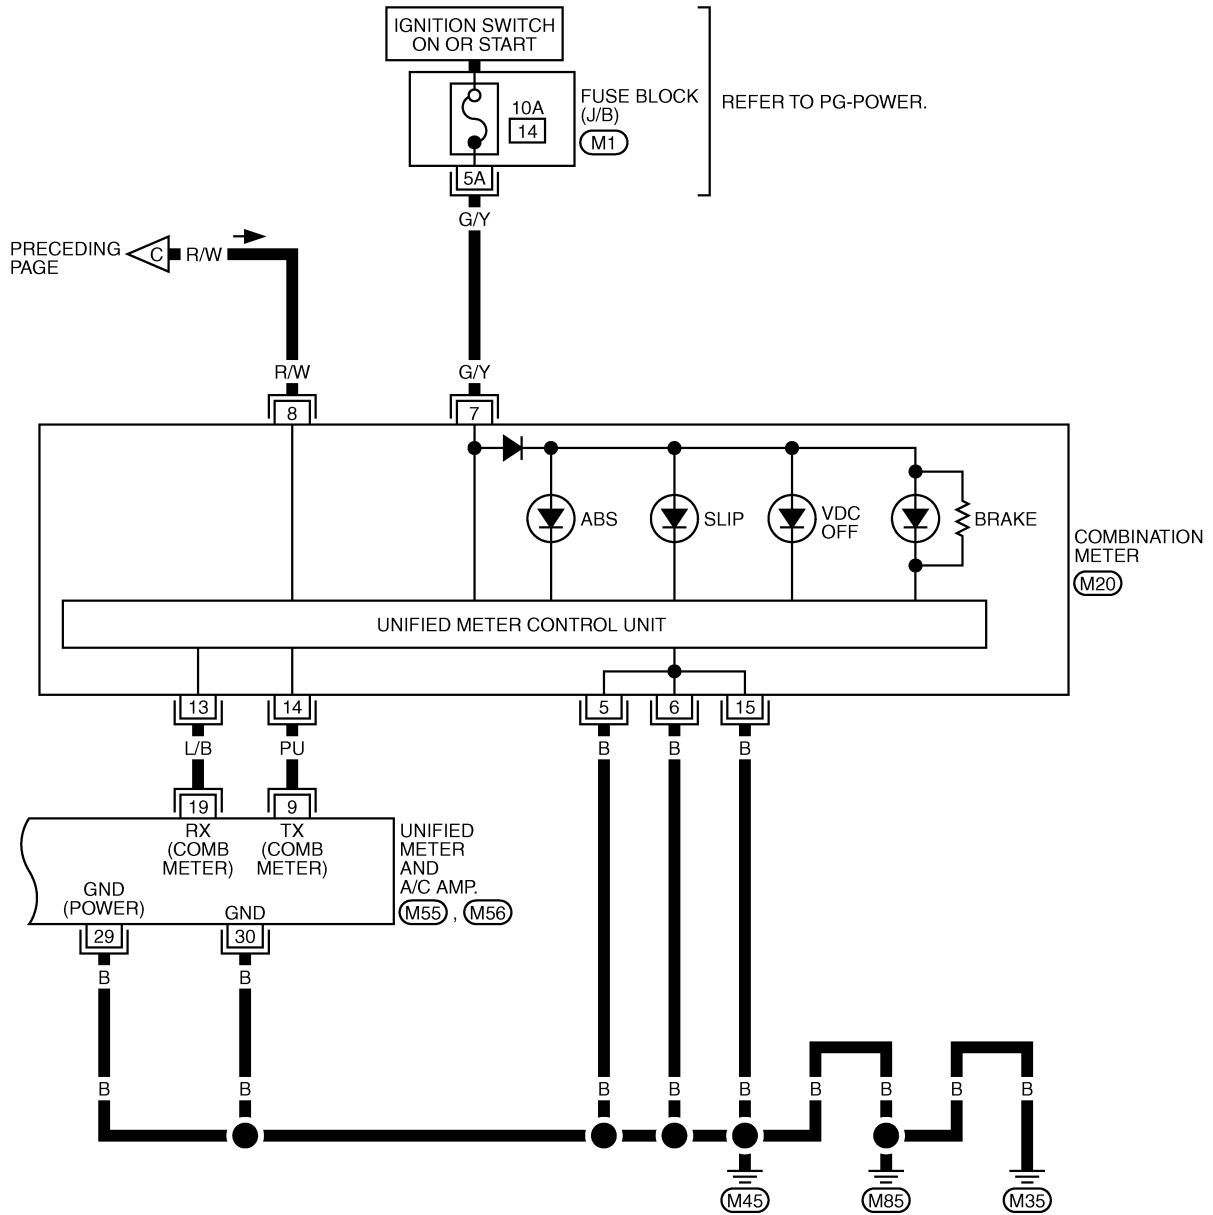 IGNITION SWITCH
ON OR START
10A
14
FUSE BLOCK
(J/B)
M1
REFER TO PG-POWER.
5A
G/Y
PRECEDING
PAGE
C
R/W
R/W
G/Y
8
7
ABS
SLIP
VDC
OFF
BRAKE
COMBINATION
METER
M20
UNIFIED METER CONTROL UNIT
13
14
5
6
15
L/B
PU
B
B
B
19
9
RX
(COMB
METER)
TX
(COMB
METER)
UNIFIED
METER
AND
A/C AMP.
M55 , M56
GND
(POWER)
GND
29
30
B
B
B
B
B
B
B
B
B
B
B
M45
M85
M35